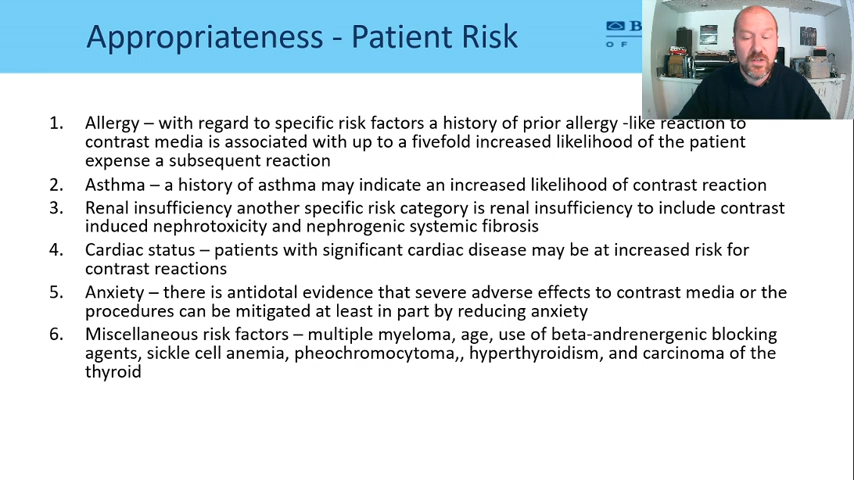 Appropriateness - Patient Risk
B
O F
1. Allergy – with regard to specific risk factors a history of prior allergy -like reaction to
contrast media is associated with up to a fivefold increased likelihood of the patient
expense a subsequent reaction
2. Asthma – a history of asthma may indicate an increased likelihood of contrast reaction
3. Renal insufficiency another specific risk category is renal insufficiency to include contrast
induced nephrotoxicity and nephrogenic systemic fibrosis
4. Cardiac status – patients with significant cardiac disease may be at increased risk for
contrast reactions
5. Anxiety – there is antidotal evidence that severe adverse effects to contrast media or the
procedures can be mitigated at least in part by reducing anxiety
6. Miscellaneous risk factors – multiple myeloma, age, use of beta-andrenergenic blocking
agents, sickle cell anemia, pheochromocytoma,, hyperthyroidism, and carcinoma of the
thyroid